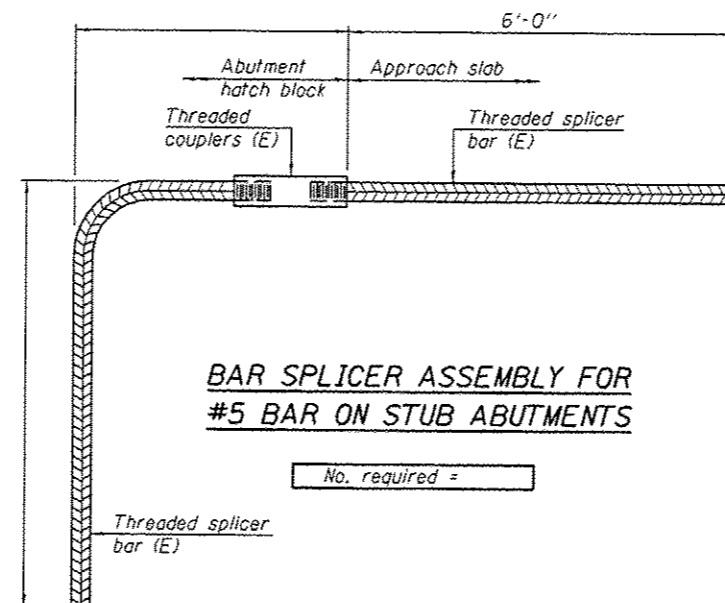 6'-0"
Abutment
hatch block
Approach slab
Threaded
couplers (E)
Threaded splicer
bar (E)
BAR SPLICER ASSEMBLY FOR
#5 BAR ON STUB ABUTMENTS
No. required =
Threaded splicer
bar (E)